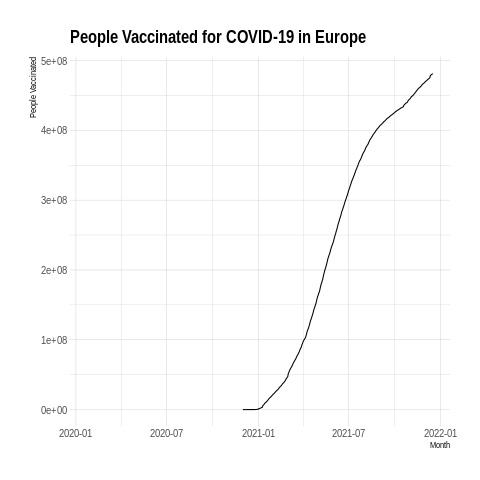 People Vaccinated for COVID-19 in Europe
People Vaccinated
5e+08
4e+08
3e+08
2e+08
1e+08
0e+00
2020-01 2020-07 2021-01 2021-07 2022-01
Month